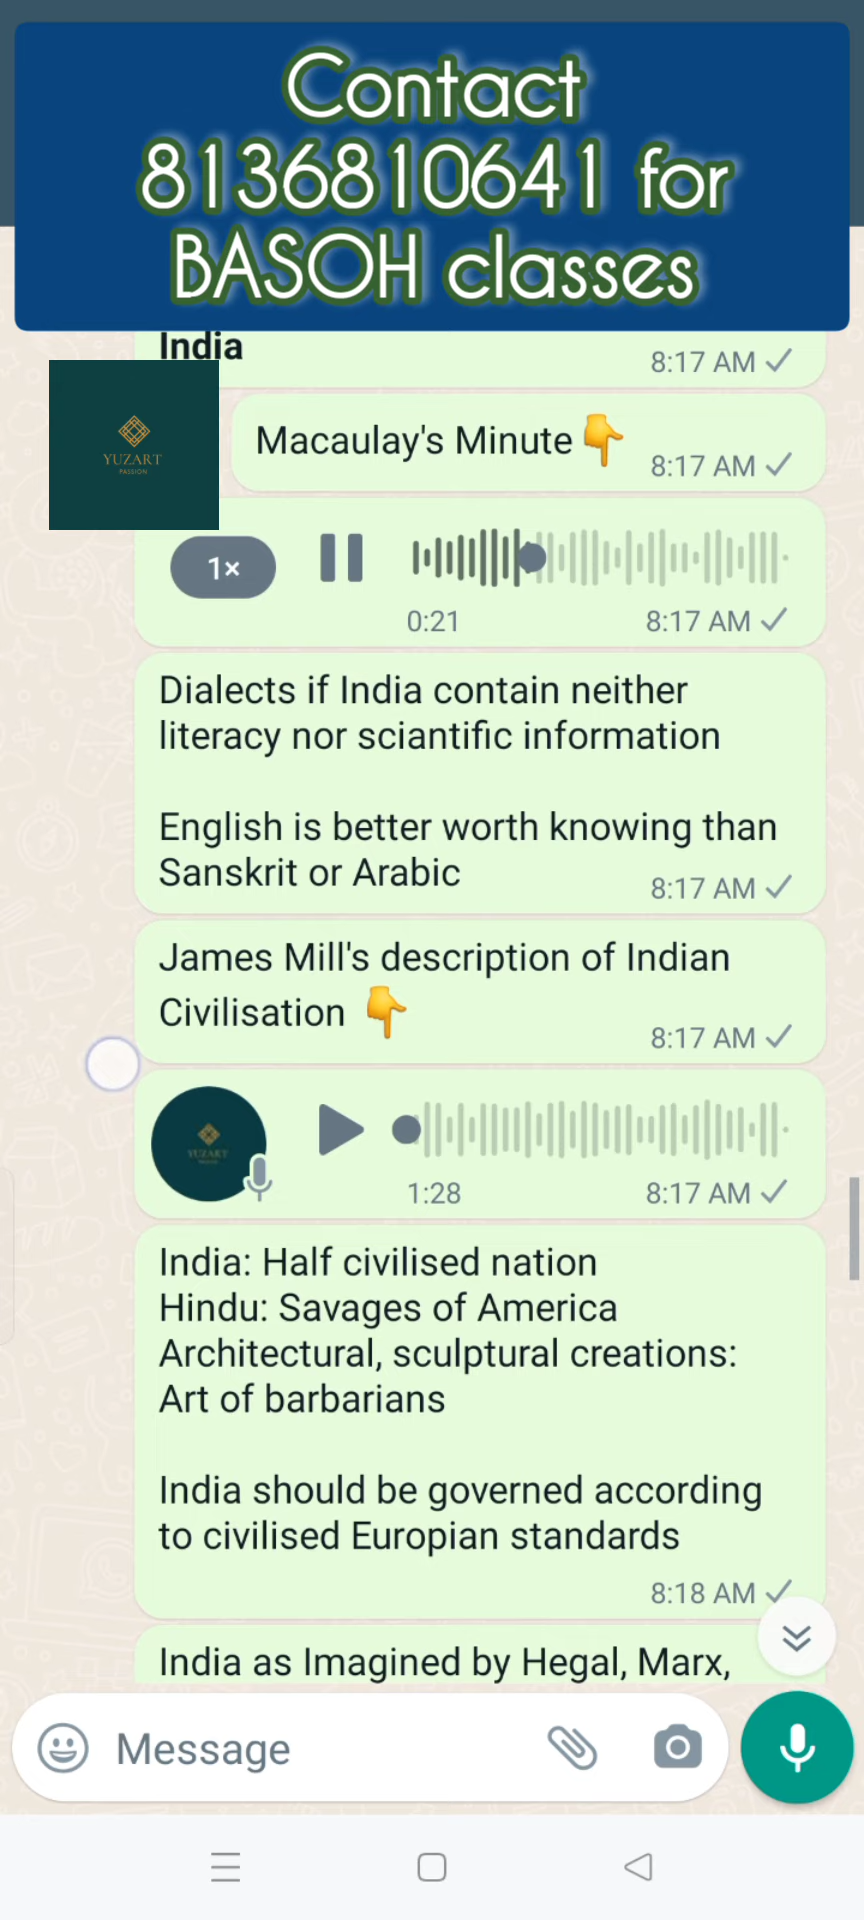 Contact
8136810641 for
BASOH classes
India
8:17 AM
YUZART
PASSION
Macaulay's Minute👇
8:17 AM
1×
0:21
8:17 AM
Dialects if India contain neither
literacy nor sciantific information
English is better worth knowing than
Sanskrit or Arabic
8:17 AM
James Mill's description of Indian
Civilisation 👇
8:17 AM
YUZART
1:28
8:17 AM
India: Half civilised nation
Hindu: Savages of America
Architectural, sculptural creations:
Art of barbarians
India should be governed according
to civilised Europian standards
8:18 AM
India as Imagined by Hegal, Marx,
Message